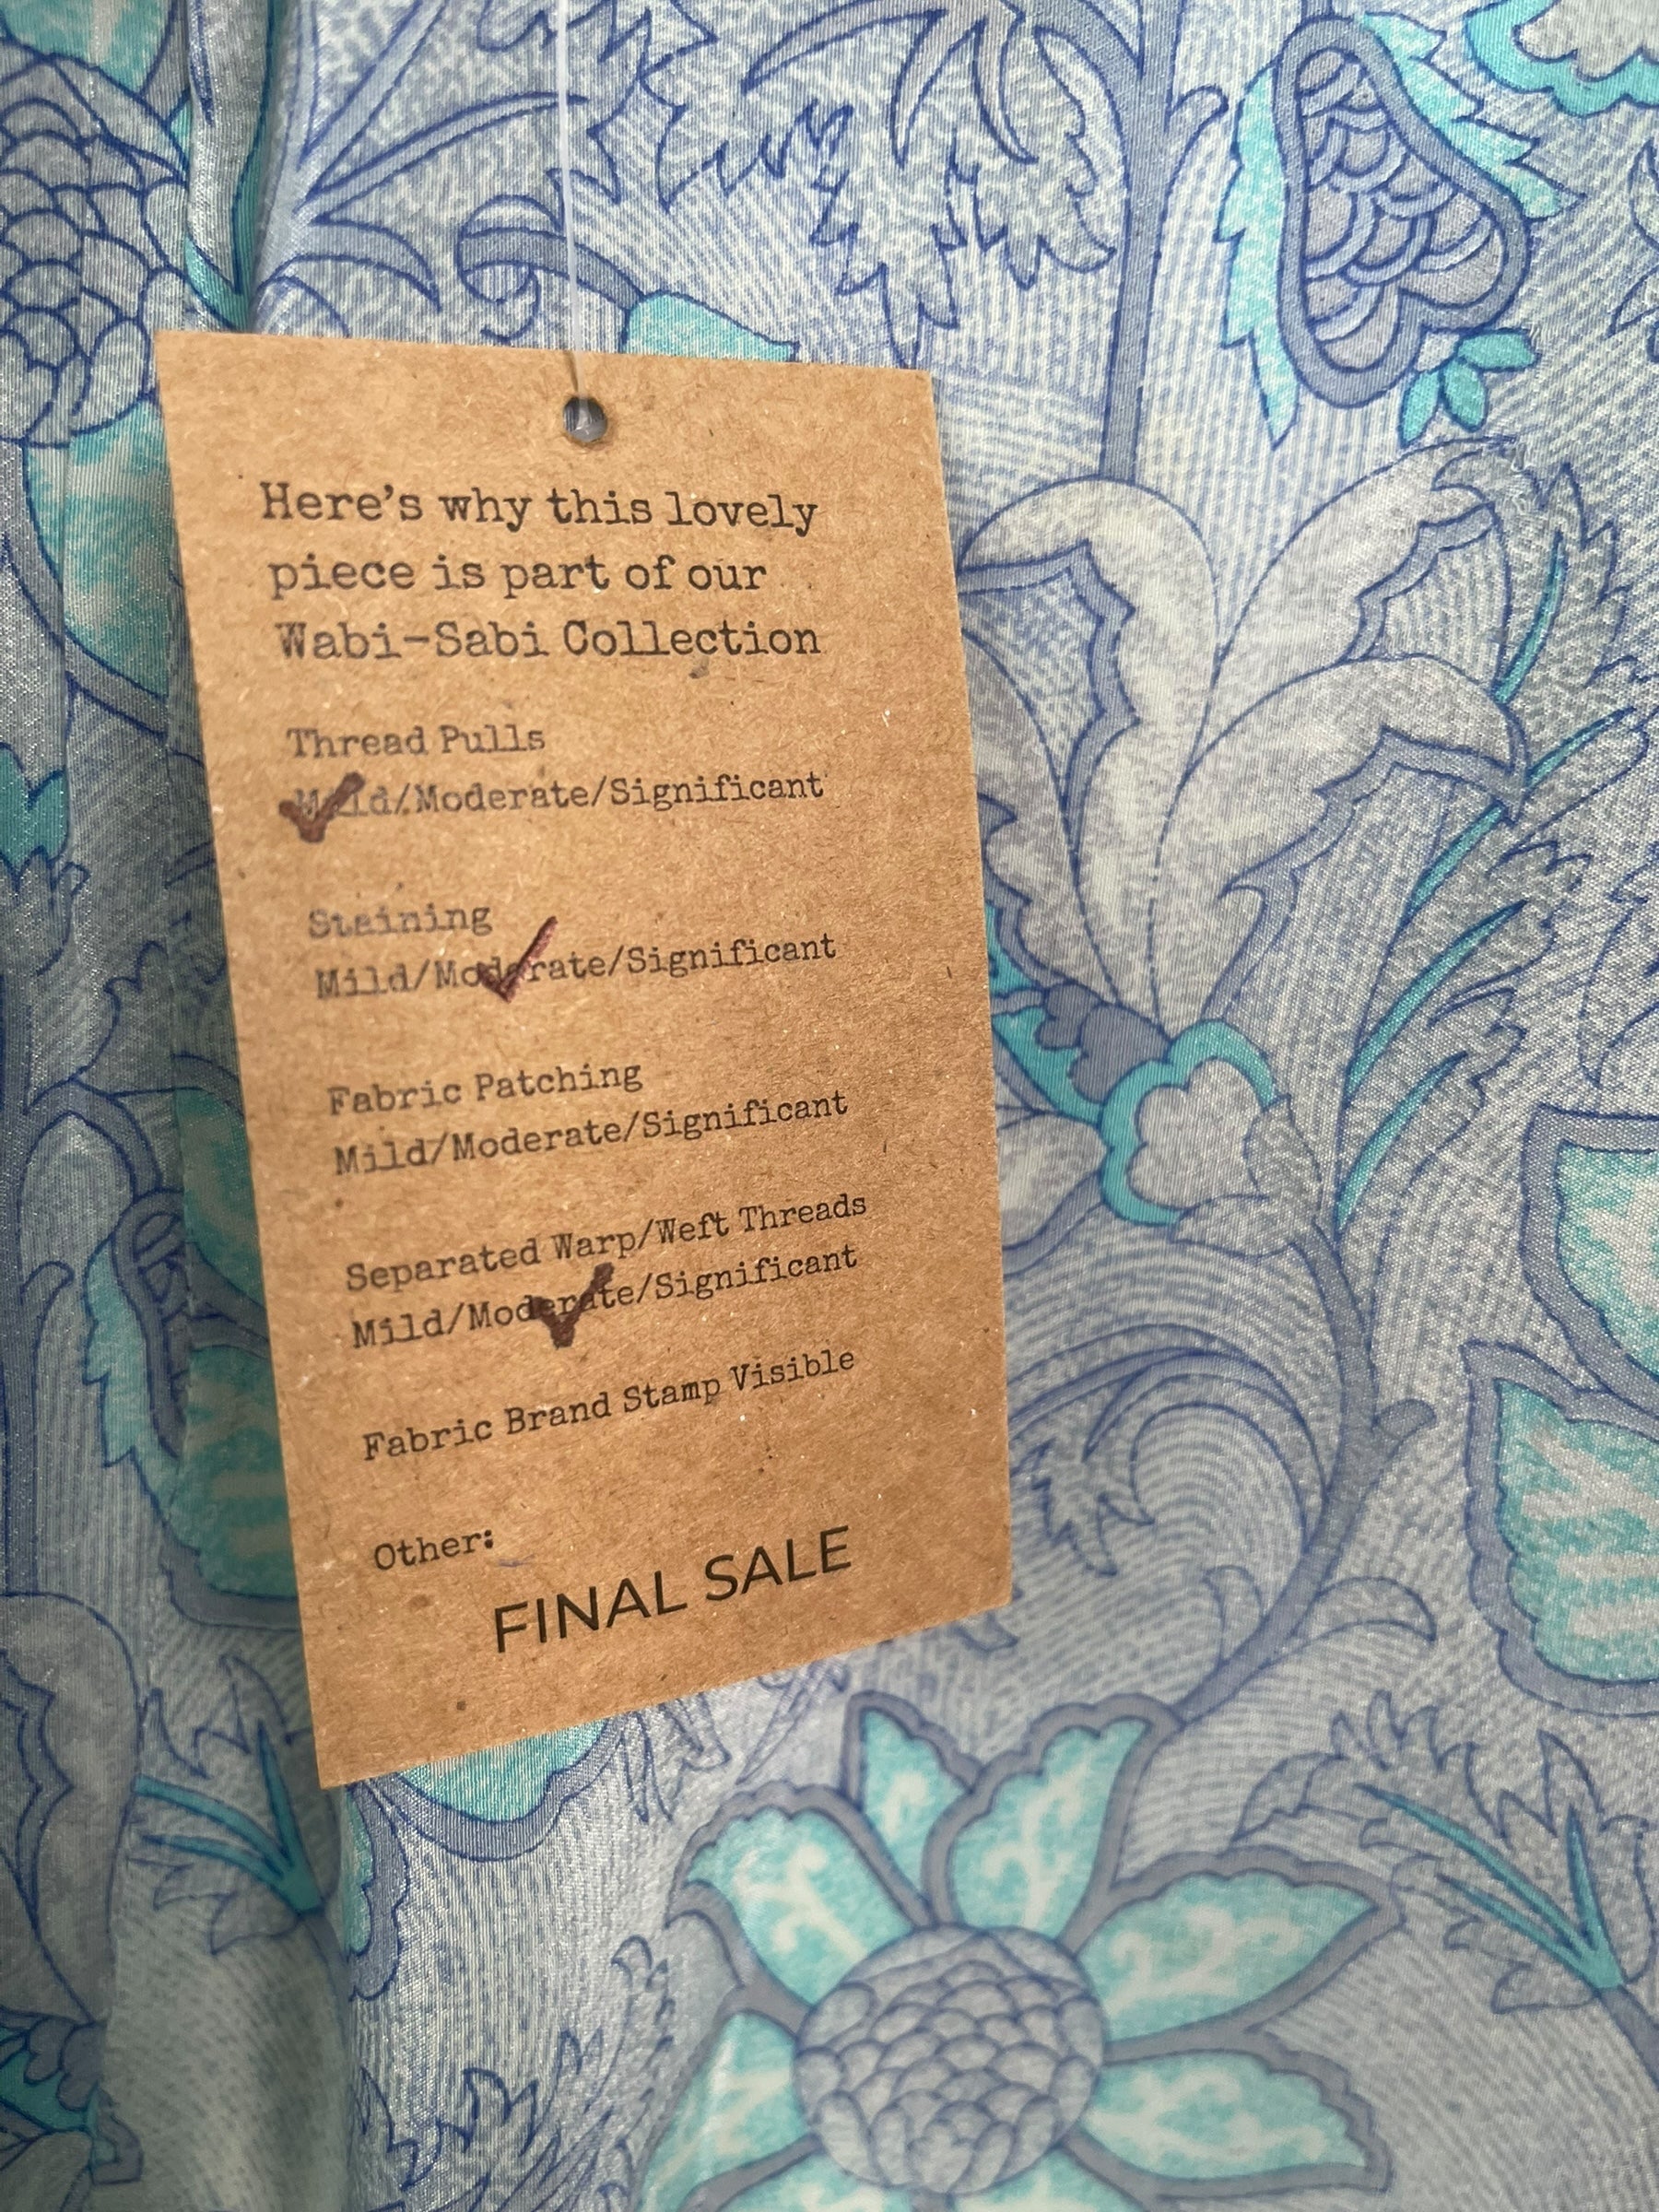 Here's why this lovely
piece is part of our
Wabi-Sabi Collection
Thread Pulls
Mild/Moderate/Significant
Staining
Mild/Moderate/Significant
Fabric Patching
Mild/Moderate/Significant
Separated Warp/Weft Threads
Mild/Moderate/Significant
Fabric Brand Stamp Visible
Other:
FINAL SALE